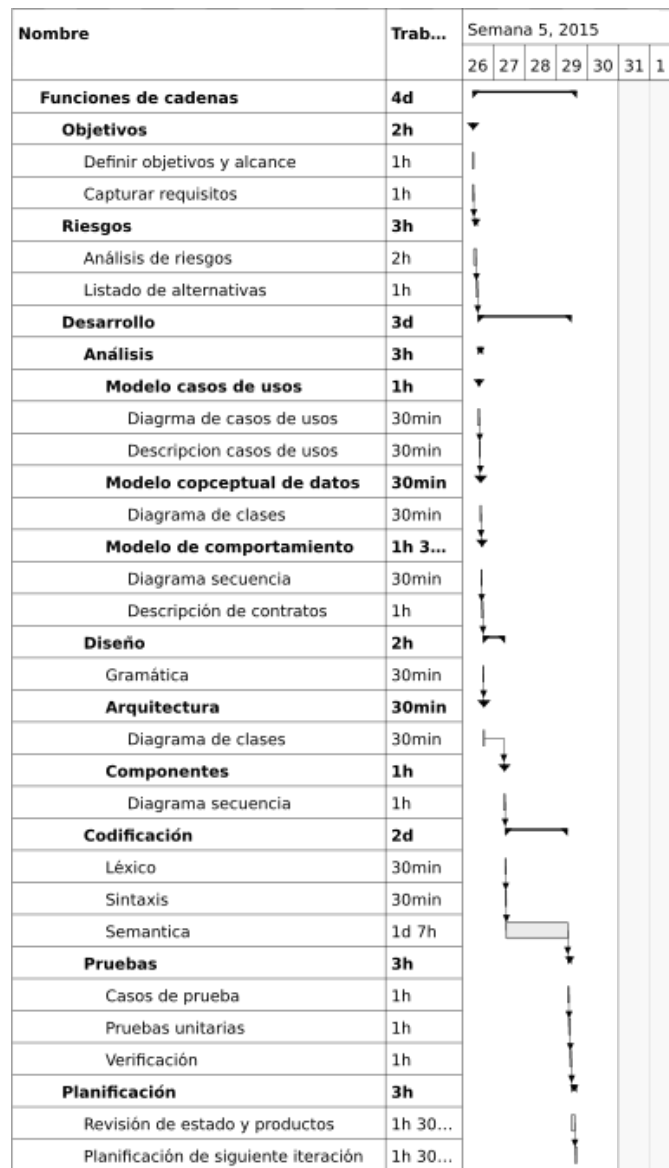 Nombre Trab... Semana 5, 2015
26 27 28 29 30 31 1
Funciones de cadenas 4d
Objetivos 2h
Definir objetivos y alcance 1h
Capturar requisitos 1h
Riesgos 3h
Análisis de riesgos 2h
Listado de alternativas 1h
Desarrollo 3d
Análisis 3h
Modelo casos de usos 1h
Diagrma de casos de usos 30min
Descripcion casos de usos 30min
Modelo copceptual de datos 30min
Diagrama de clases 30min
Modelo de comportamiento 1h 3...
Diagrama secuencia 30min
Descripción de contratos 1h
Diseño 2h
Gramática 30min
Arquitectura 30min
Diagrama de clases 30min
Componentes 1h
Diagrama secuencia 1h
Codificación 2d
Léxico 30min
Sintaxis 30min
Semantica 1d 7h
Pruebas 3h
Casos de prueba 1h
Pruebas unitarias 1h
Verificación 1h
Planificación 3h
Revisión de estado y productos 1h 30...
Planificación de siguiente iteración 1h 30...